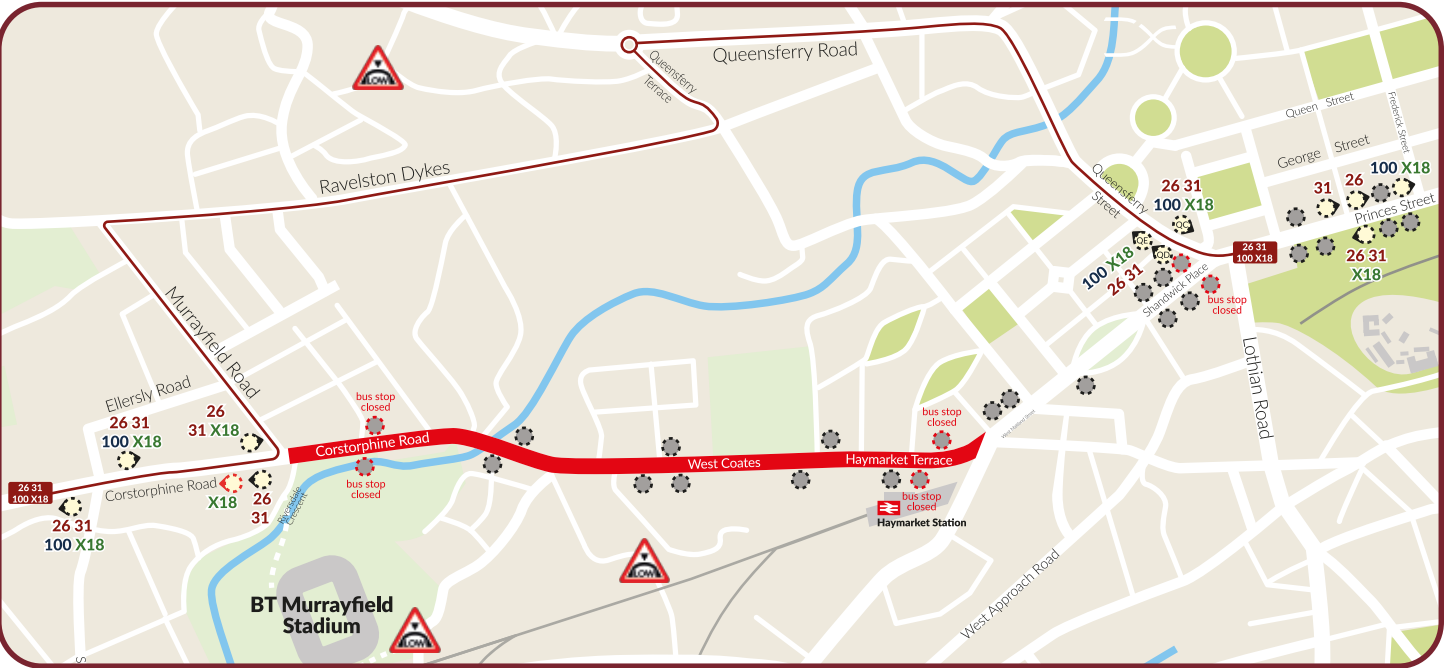 Queensferry
Terrace
Queensferry Road
LOW
Queen Street
Frederick Street
George Street
Ravelston Dykes
100 X18
26
31
Princes Street
Queensferry
Street
26 31
100 X18
QC
QE
QD
26 31
100 X18
100 X18
26 31
26 31
X18
Shandwick Place
bus stop
closed
Murrayfield Road
Ellersly Road
Lothian Road
26 31
100 X18
26
31 X18
bus stop
closed
bus stop
closed
West Maitland Street
Corstorphine Road
West Coates
Haymarket Terrace
26 31
100 X18
Corstorphine Road
X18
26
31
Riversdale
Crescent
bus stop
closed
bus stop
closed
Haymarket Station
26 31
100 X18
LOW
West Approach Road
BT Murrayfield
Stadium
LOW
S